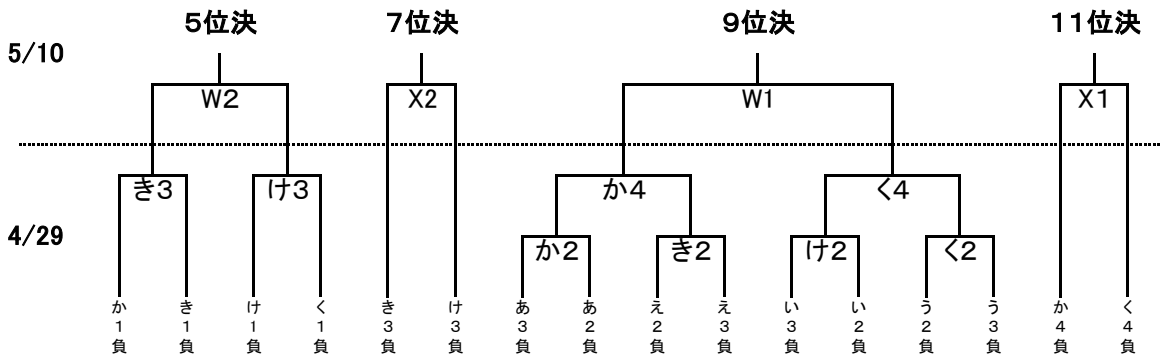 5位決 7位決 9位決 11位決
5/10
W2 X2 W1 X1
き3 け3 か4 く4
4/29
か2 き2 け2 く2
か1負 き1負 け1負 く1負 き3負 け3負 あ3負 あ2負 え2負 え3負 い3負 い2負 う2負 う3負 か4負 く4負